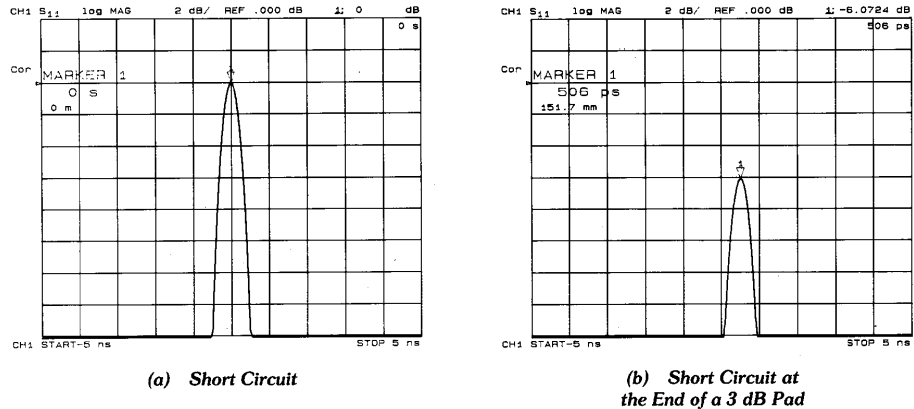 CH1 S11 log MAG 2 dB/ REF .000 dB 1: 0 dB
0 s
Cor
MARKER 1
0 s
0 m
1
CH1 START-5 ns STOP 5 ns
(a) Short Circuit
CH1 S11 log MAG 2 dB/ REF .000 dB 1: -6.0724 dB
506 ps
Cor
MARKER 1
506 ps
151.7 mm
1
CH1 START-5 ns STOP 5 ns
(b) Short Circuit at
the End of a 3 dB Pad